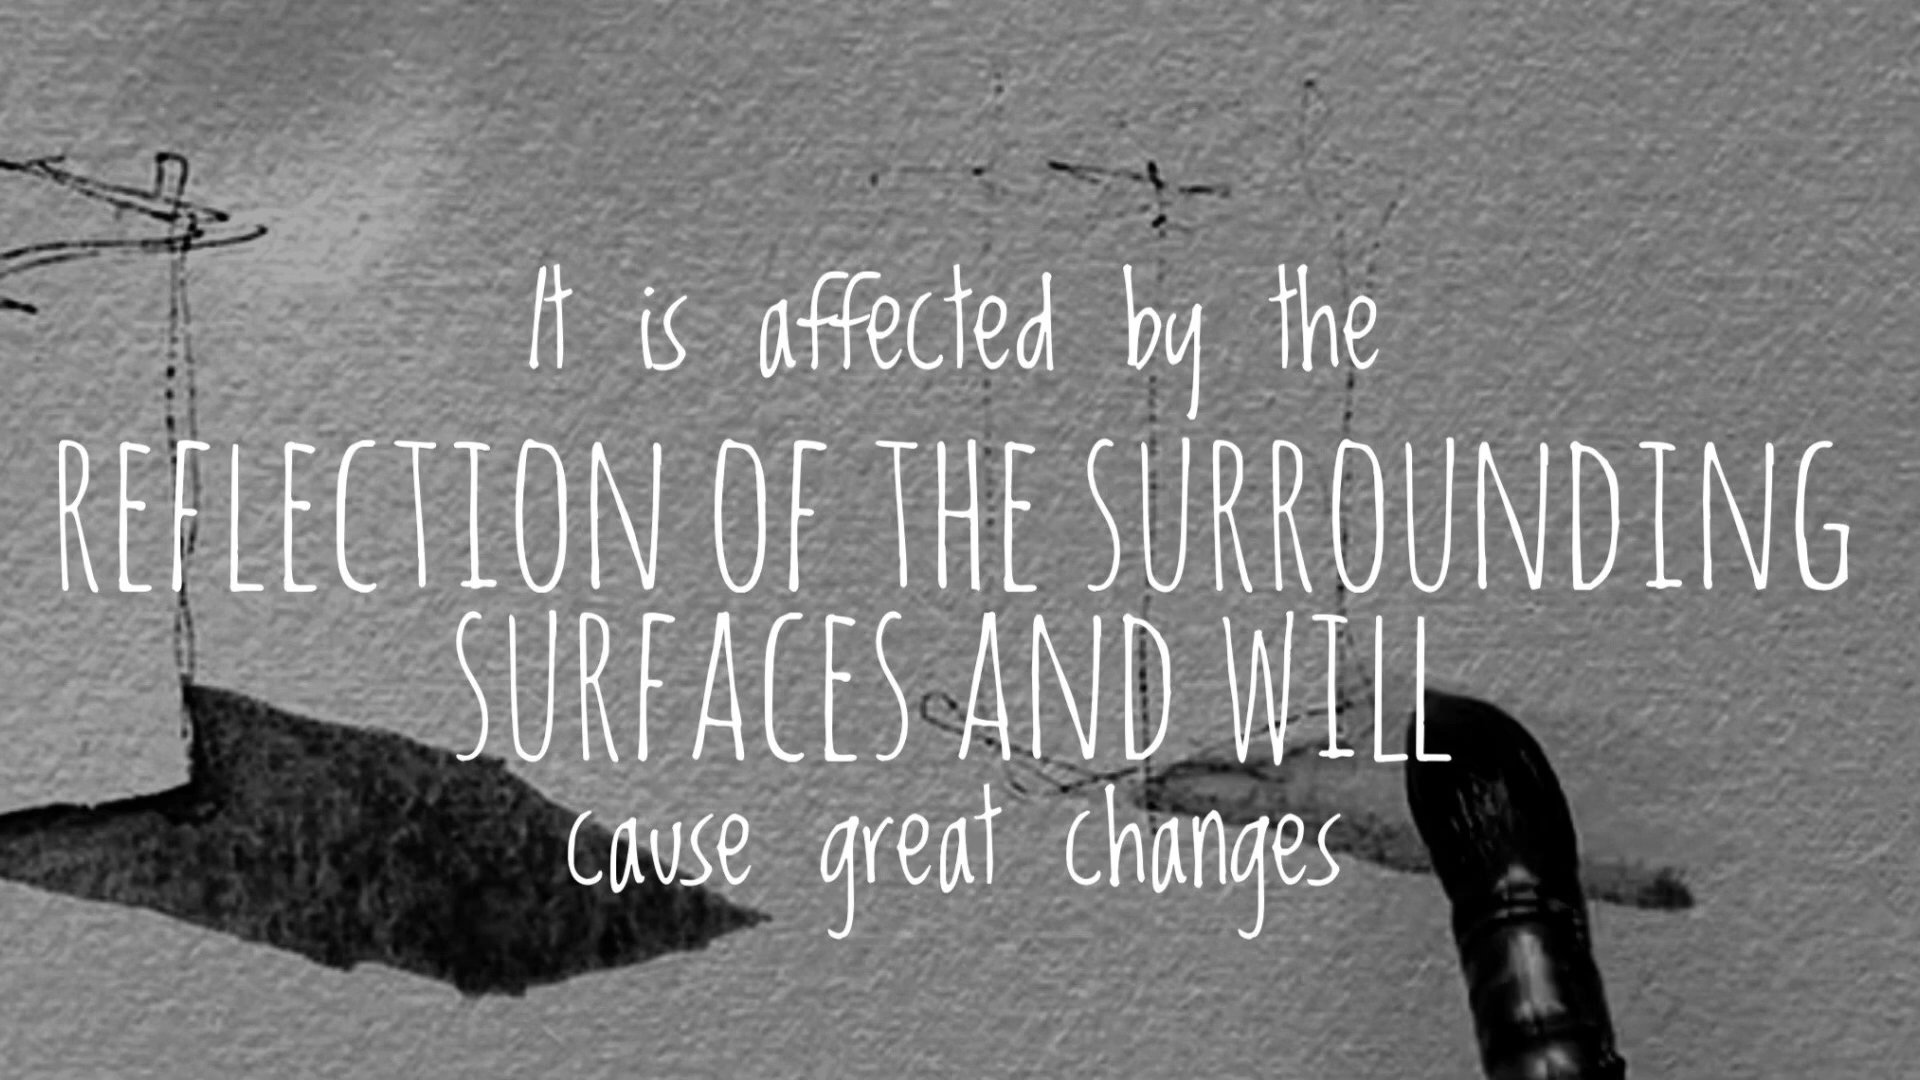 It is affected by the
REFLECTION OF THE SURROUNDING
SURFACES AND WILL
cause great changes